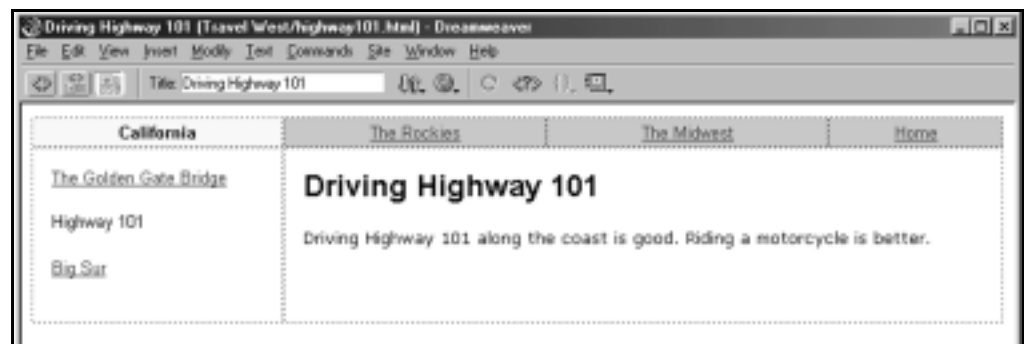 Driving Highway 101 (Travel West/highway101.html) - Dreamweaver
File Edit View Insert Modify Text Commands Site Window Help
Title: Driving Highway 101
California The Rockies The Midwest Home
The Golden Gate Bridge
Highway 101
Big Sur
Driving Highway 101
Driving Highway 101 along the coast is good. Riding a motorcycle is better.